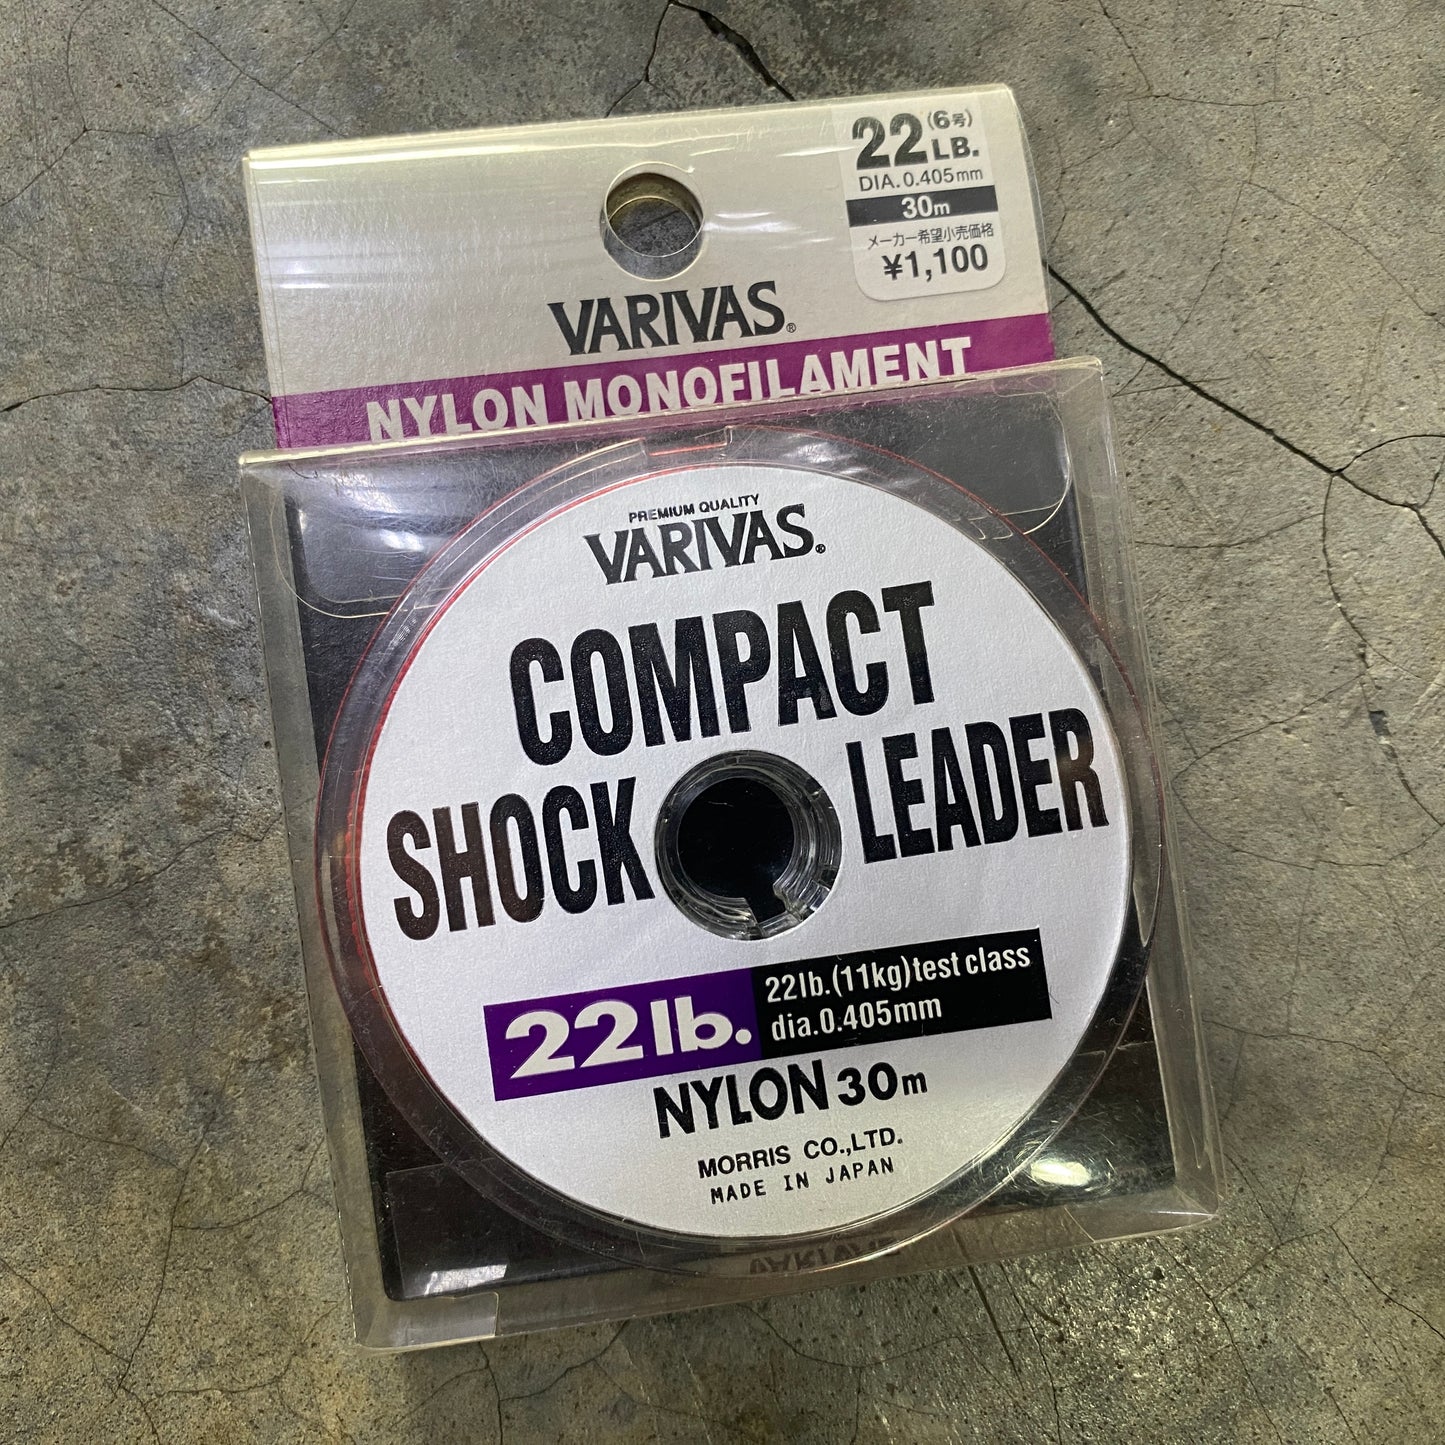 22 (6号)
LB.
DIA.0.405mm
30m
メーカー希望小売価格
¥1,100
VARIVAS®
NYLON MONOFILAMENT
PREMIUM QUALITY
VARIVAS®
COMPACT
SHOCK LEADER
22lb.
22lb.(11kg)test class
dia.0.405mm
NYLON 30m
MORRIS CO.,LTD.
MADE IN JAPAN
VARIVAS